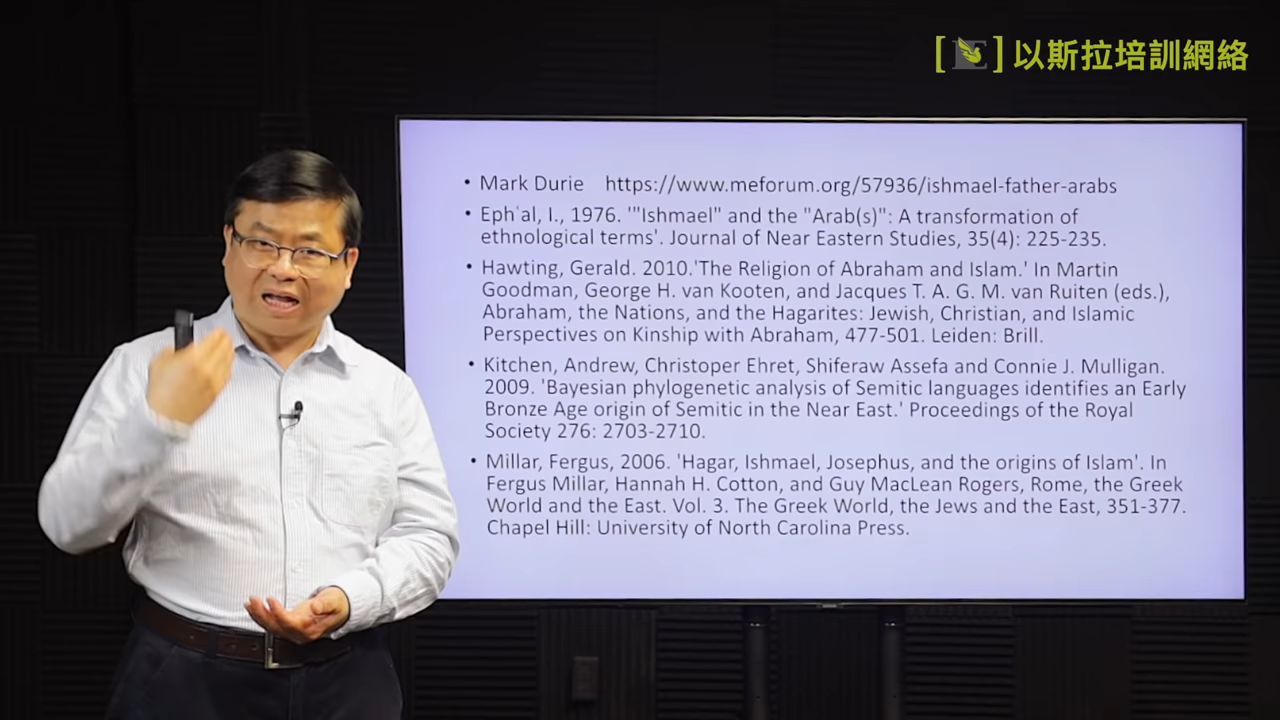 [E] 以斯拉培訓網絡
• Mark Durie https://www.meforum.org/57936/ishmael-father-arabs
• Ephʿal, I., 1976. '"Ishmael" and the "Arab(s)": A transformation of
ethnological terms'. Journal of Near Eastern Studies, 35(4): 225-235.
• Hawting, Gerald. 2010.'The Religion of Abraham and Islam.' In Martin
Goodman, George H. van Kooten, and Jacques T. A. G. M. van Ruiten (eds.),
Abraham, the Nations, and the Hagarites: Jewish, Christian, and Islamic
Perspectives on Kinship with Abraham, 477-501. Leiden: Brill.
• Kitchen, Andrew, Christoper Ehret, Shiferaw Assefa and Connie J. Mulligan.
2009. 'Bayesian phylogenetic analysis of Semitic languages identifies an Early
Bronze Age origin of Semitic in the Near East.' Proceedings of the Royal
Society 276: 2703-2710.
• Millar, Fergus, 2006. 'Hagar, Ishmael, Josephus, and the origins of Islam'. In
Fergus Millar, Hannah H. Cotton, and Guy MacLean Rogers, Rome, the Greek
World and the East. Vol. 3. The Greek World, the Jews and the East, 351-377.
Chapel Hill: University of North Carolina Press.